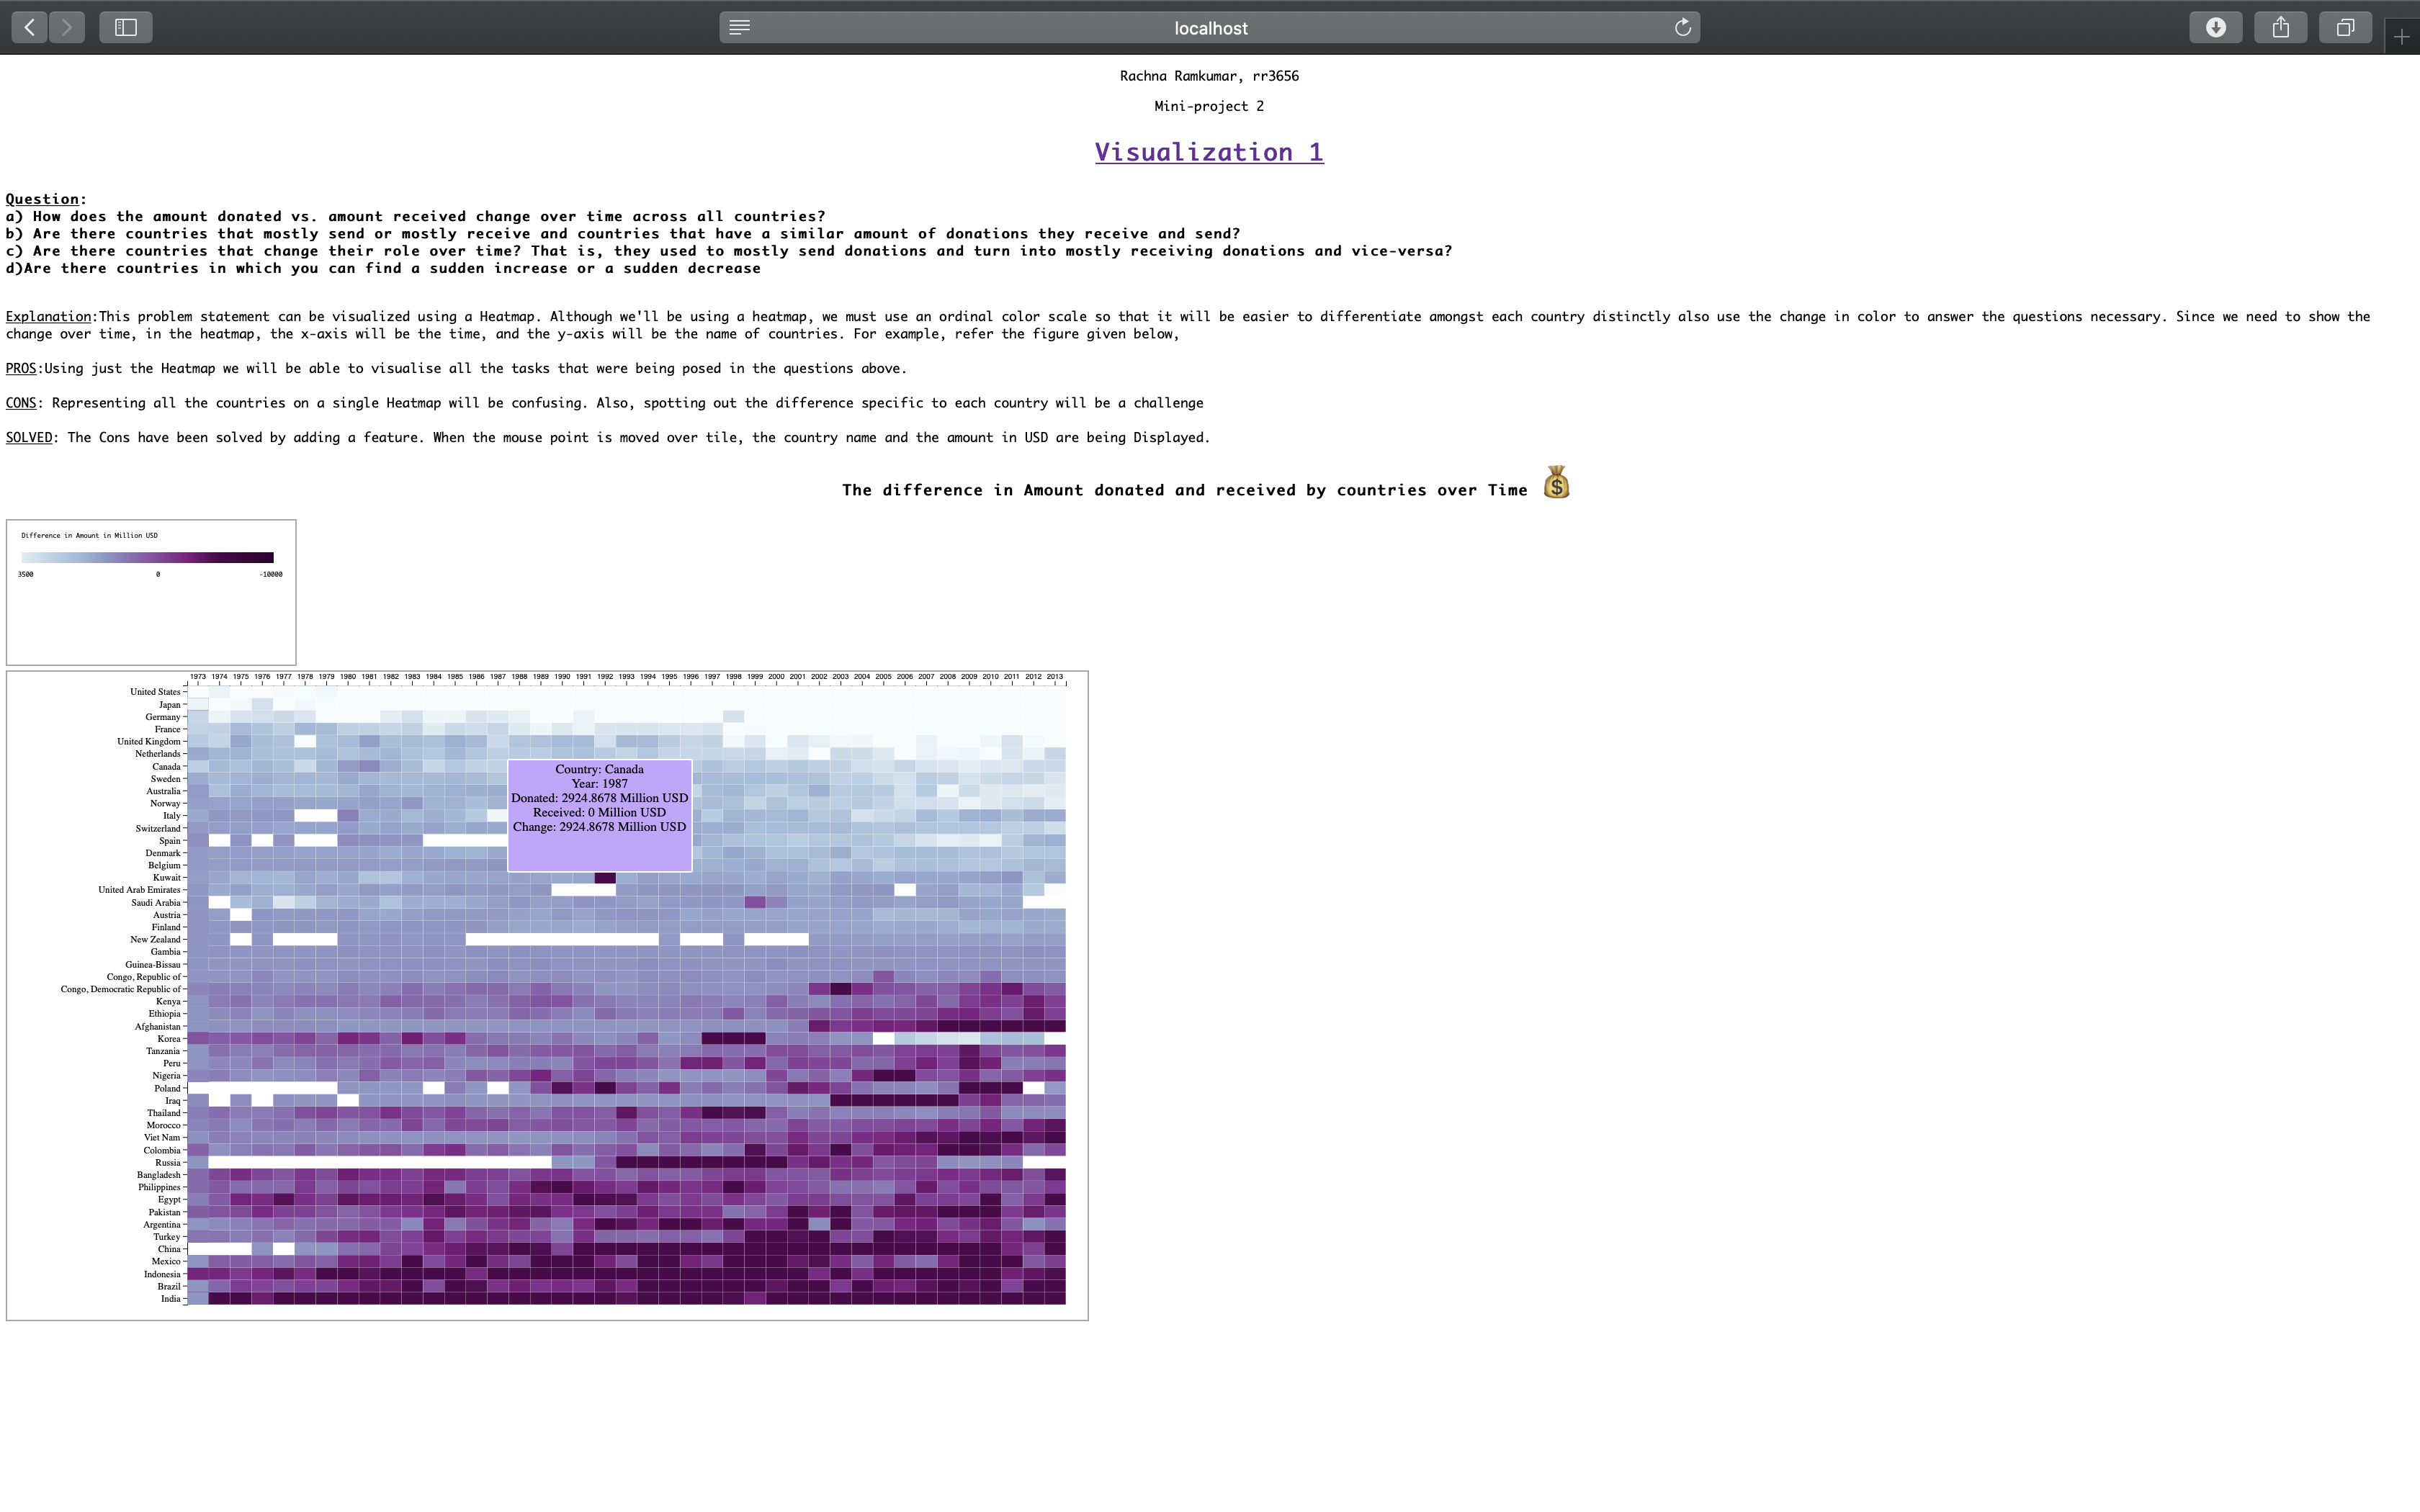 localhost
Rachna Ramkumar, rr3656
Mini-project 2
Visualization 1
Question:
a) How does the amount donated vs. amount received change over time across all countries?
b) Are there countries that mostly send or mostly receive and countries that have a similar amount of donations they receive and send?
c) Are there countries that change their role over time? That is, they used to mostly send donations and turn into mostly receiving donations and vice-versa?
d)Are there countries in which you can find a sudden increase or a sudden decrease
Explanation:This problem statement can be visualized using a Heatmap. Although we'll be using a heatmap, we must use an ordinal color scale so that it will be easier to differentiate amongst each country distinctly also use the change in color to answer the questions necessary. Since we need to show the
change over time, in the heatmap, the x-axis will be the time, and the y-axis will be the name of countries. For example, refer the figure given below,
PROS:Using just the Heatmap we will be able to visualise all the tasks that were being posed in the questions above.
CONS: Representing all the countries on a single Heatmap will be confusing. Also, spotting out the difference specific to each country will be a challenge
SOLVED: The Cons have been solved by adding a feature. When the mouse point is moved over tile, the country name and the amount in USD are being Displayed.
The difference in Amount donated and received by countries over Time
$
Difference in Amount in Million USD
3500 0 -10000
1973 1974 1975 1976 1977 1978 1979 1980 1981 1982 1983 1984 1985 1986 1987 1988 1989 1990 1991 1992 1993 1994 1995 1996 1997 1998 1999 2000 2001 2002 2003 2004 2005 2006 2007 2008 2009 2010 2011 2012 2013
United States
Japan
Germany
France
United Kingdom
Netherlands
Canada
Sweden
Australia
Norway
Italy
Switzerland
Spain
Denmark
Belgium
Kuwait
United Arab Emirates
Saudi Arabia
Austria
Finland
New Zealand
Gambia
Guinea-Bissau
Congo, Republic of
Congo, Democratic Republic of
Kenya
Ethiopia
Afghanistan
Korea
Tanzania
Peru
Nigeria
Poland
Iraq
Thailand
Morocco
Viet Nam
Colombia
Russia
Bangladesh
Philippines
Egypt
Pakistan
Argentina
Turkey
China
Mexico
Indonesia
Brazil
India
Country: Canada
Year: 1987
Donated: 2924.8678 Million USD
Received: 0 Million USD
Change: 2924.8678 Million USD